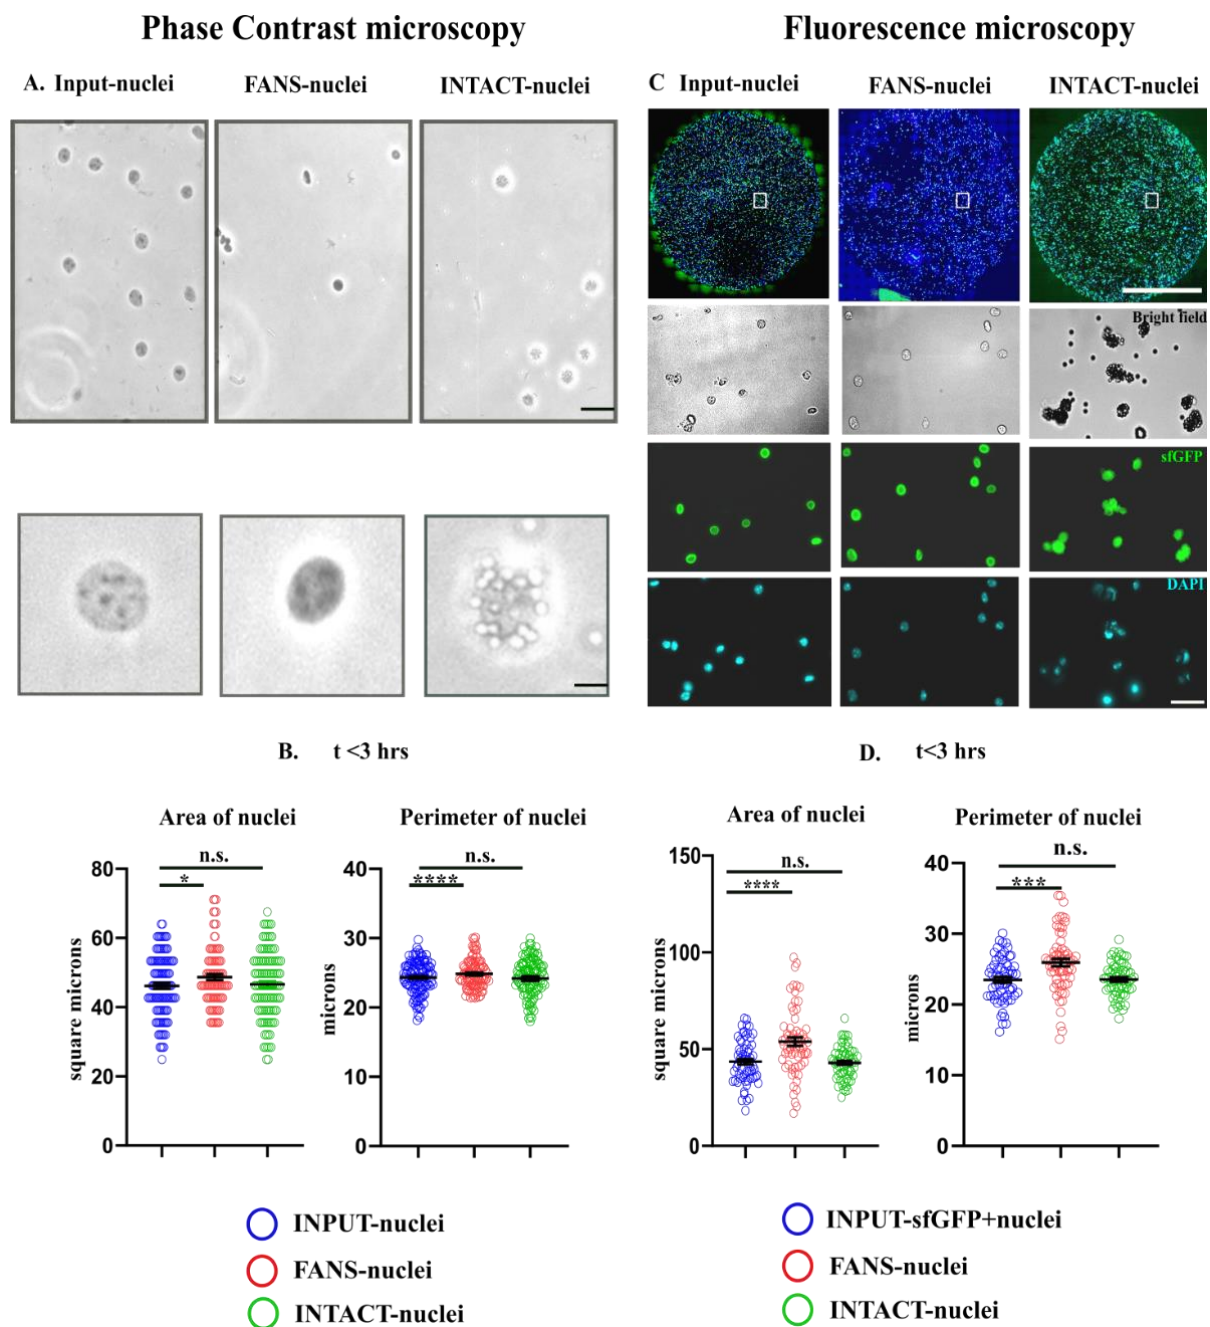 Phase Contrast microscopy
Fluorescence microscopy
A. Input-nuclei
FANS-nuclei
INTACT-nuclei
C Input-nuclei
FANS-nuclei
INTACT-nuclei
Bright field
sfGFP
DAPI
B. t <3 hrs
D. t<3 hrs
Area of nuclei
n.s.
*
80
60
40
20
0
square microns
Perimeter of nuclei
n.s.
****
40
30
20
10
0
microns
Area of nuclei
n.s.
****
150
100
50
0
square microns
Perimeter of nuclei
n.s.
***
40
30
20
10
0
microns
INPUT-nuclei
FANS-nuclei
INTACT-nuclei
INPUT-sfGFP+nuclei
FANS-nuclei
INTACT-nuclei